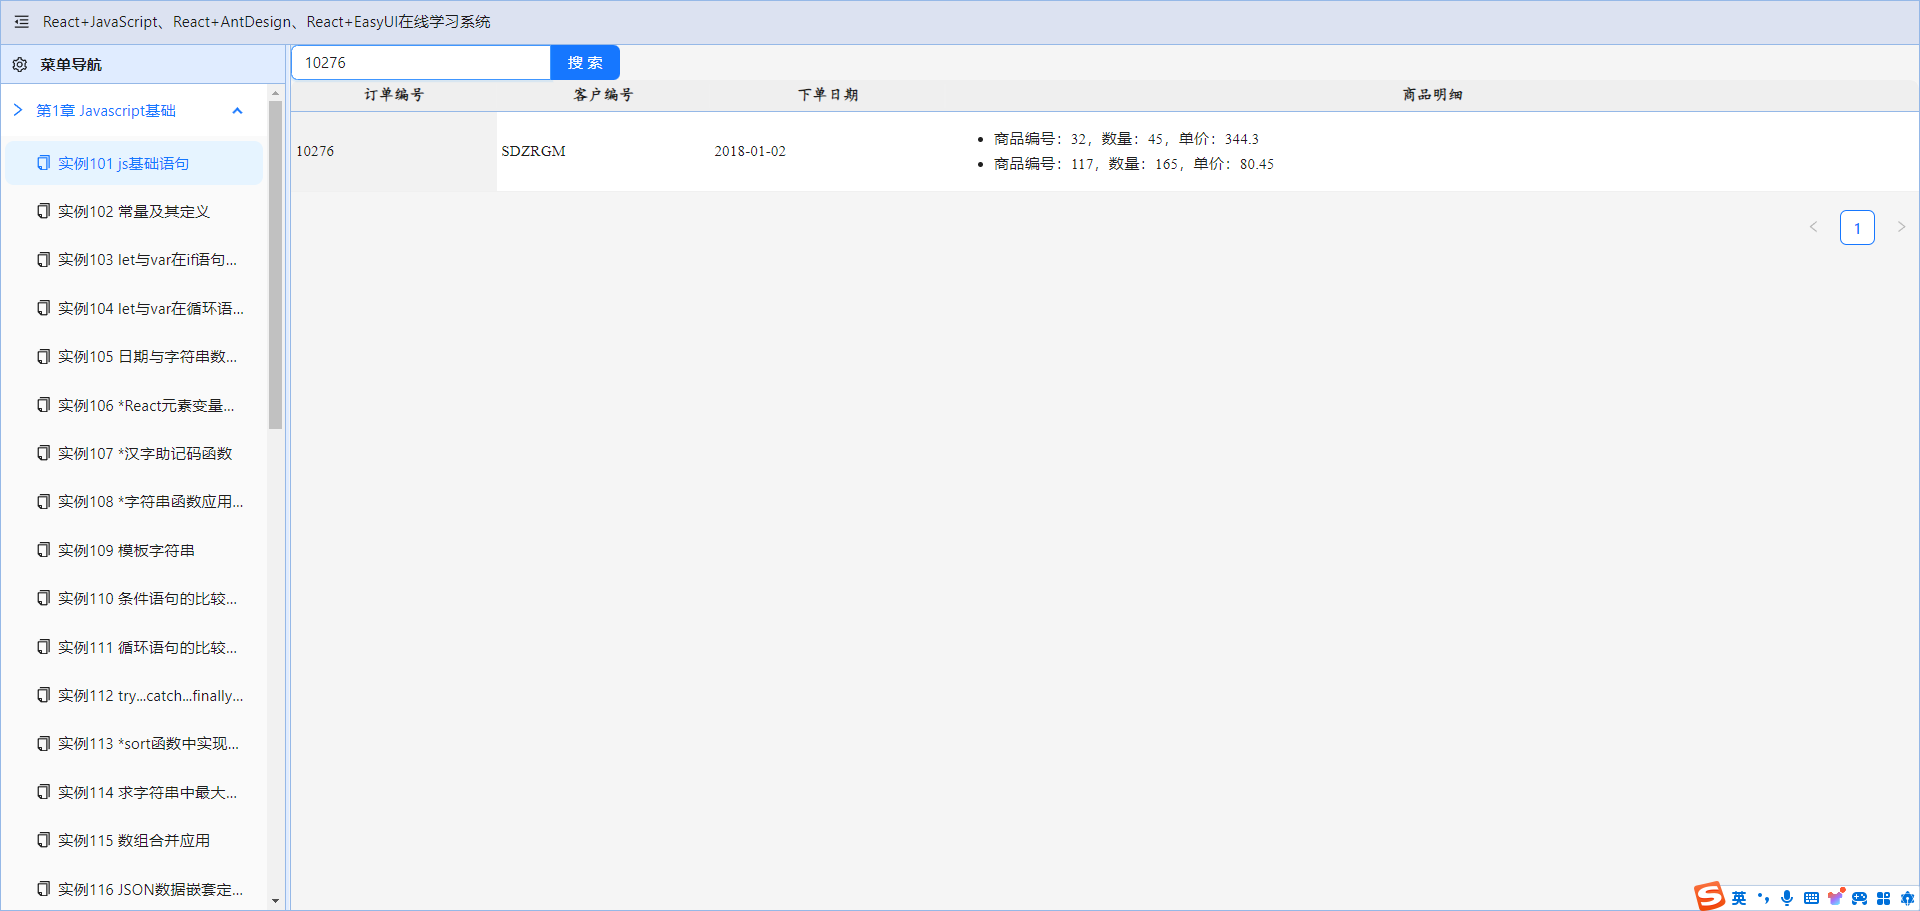 React+JavaScript、React+AntDesign、React+EasyUI在线学习系统
菜单导航
第1章 Javascript基础
实例101 js基础语句
实例102 常量及其定义
实例103 let与var在if语句...
实例104 let与var在循环语...
实例105 日期与字符串数...
实例106 *React元素变量...
实例107 *汉字助记码函数
实例108 *字符串函数应用...
实例109 模板字符串
实例110 条件语句的比较...
实例111 循环语句的比较...
实例112 try...catch...finally...
实例113 *sort函数中实现...
实例114 求字符串中最大...
实例115 数组合并应用
实例116 JSON数据嵌套定...
10276 搜 索
订单编号 客户编号 下单日期 商品明细
10276 SDZRGM 2018-01-02
商品编号：32，数量：45，单价：344.3
商品编号：117，数量：165，单价：80.45
1
英